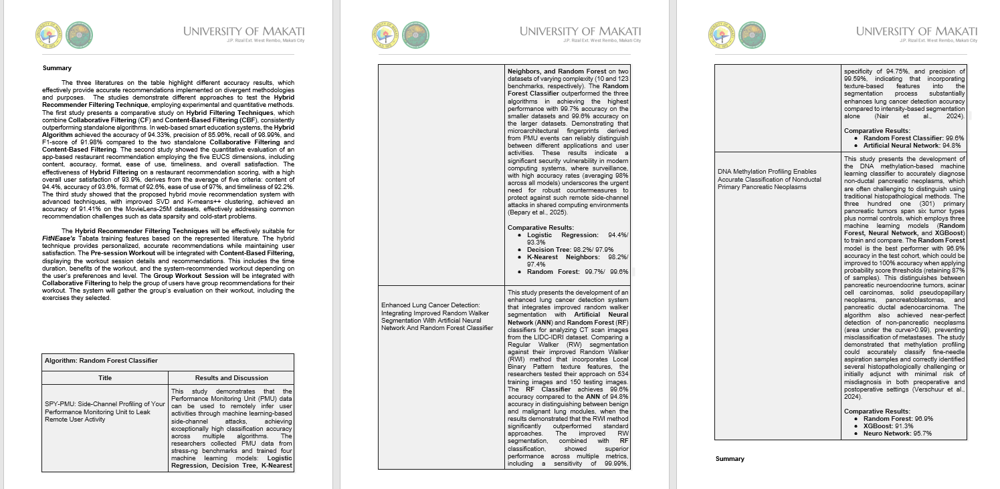 UNIVERSITY OF MAKATI
J.P. Rizal Ext. West Rembo, Makati City
Summary
The three literatures on the table highlight different accuracy results, which
effectively provide accurate recommendations implemented on divergent methodologies
and purposes. The studies demonstrate different approaches to test the Hybrid
Recommender Filtering Technique, employing experimental and quantitative methods.
The first study presents a comparative study on Hybrid Filtering Techniques, which
combine Collaborative Filtering (CF) and Content-Based Filtering (CBF), consistently
outperforming standalone algorithms. In web-based smart education systems, the Hybrid
Algorithm achieved the accuracy of 94.33%, precision of 85.96%, recall of 98.99%, and
F1-score of 91.98% compared to the two standalone Collaborative Filtering and
Content-Based Filtering. The second study showed the quantitative evaluation of an
app-based restaurant recommendation employing the five EUCS dimensions, including
content, accuracy, format, ease of use, timeliness, and overall satisfaction. The
effectiveness of Hybrid Filtering on a restaurant recommendation scoring, with a high
overall user satisfaction of 93.9%, derives from the average of five criteria: content of
94.4%, accuracy of 93.6%, format of 92.6%, ease of use of 97%, and timeliness of 92.2%.
The third study showed that the proposed hybrid movie recommendation system with
advanced techniques, with improved SVD and K-means++ clustering, achieved an
accuracy of 91.41% on the MovieLens-25M datasets, effectively addressing common
recommendation challenges such as data sparsity and cold-start problems.
The Hybrid Recommender Filtering Techniques will be effectively suitable for
FitNEase's Tabata training features based on the represented literature. The hybrid
technique provides personalized, accurate recommendations while maintaining user
satisfaction. The Pre-session Workout will be integrated with Content-Based Filtering,
displaying the workout session details and recommendations. This includes the time
duration, benefits of the workout, and the system-recommended workout depending on
the user's preferences and level. The Group Workout Session will be integrated with
Collaborative Filtering to help the group of users have group recommendations for their
workout. The system will gather the group's evaluation on their workout, including the
exercises they selected.
Algorithm: Random Forest Classifier
Title
Results and Discussion
SPY-PMU: Side-Channel Profiling of Your
Performance Monitoring Unit to Leak
Remote User Activity
This study demonstrates that the
Performance Monitoring Unit (PMU) data
can be used to remotely infer user
activities through machine learning-based
side-channel attacks, achieving
exceptionally high classification accuracy
across multiple algorithms. The
researchers collected PMU data from
stress-ng benchmarks and trained four
machine learning models: Logistic
Regression, Decision Tree, K-Nearest
UNIVERSITY OF MAKATI
J.P. Rizal Ext. West Rembo, Makati City
Neighbors, and Random Forest on two
datasets of varying complexity (10 and 123
benchmarks, respectively). The Random
Forest Classifier outperformed the three
algorithms in achieving the highest
performance with 99.7% accuracy on the
smaller datasets and 99.6% accuracy on
the larger datasets. Demonstrating that
microarchitectural fingerprints derived
from PMU events can reliably distinguish
between different applications and user
activities. These results indicate a
significant security vulnerability in modern
computing systems, where surveillance,
with high accuracy rates (averaging 98%
across all models) underscores the urgent
need for robust countermeasures to
protect against such remote side-channel
attacks in shared computing environments
(Bepary et al., 2025).
Comparative Results:
● Logistic Regression: 94.4%/
93.3%
● Decision Tree: 98.2%/ 97.9%
● K-Nearest Neighbors: 98.2%/
97.4%
● Random Forest: 99.7%/ 99.6%
Enhanced Lung Cancer Detection:
Integrating Improved Random Walker
Segmentation With Artificial Neural
Network And Random Forest Classifier
This study presents the development of an
enhanced lung cancer detection system
that integrates improved random walker
segmentation with Artificial Neural
Network (ANN) and Random Forest (RF)
classifiers for analyzing CT scan images
from the LIDC-IDRI dataset. Comparing a
Regular Walker (RW) segmentation
against their improved Random Walker
(RWI) method that incorporates Local
Binary Pattern texture features, the
researchers tested their approach on 534
training images and 150 testing images.
The RF Classifier achieves 99.6%
accuracy compared to the ANN of 94.8%
accuracy in distinguishing between benign
and malignant lung modules, when the
results demonstrated that the RWI method
significantly outperformed standard
approaches. The improved RW
segmentation, combined with RF
classification, showed superior
performance across multiple metrics,
including a sensitivity of 99.99%,
UNIVERSITY OF MAKATI
J.P. Rizal Ext. West Rembo, Makati City
specificity of 94.75%, and precision of
99.59%, indicating that incorporating
texture-based features into the
segmentation process substantially
enhances lung cancer detection accuracy
compared to intensity-based segmentation
alone (Nair et al., 2024).
Comparative Results:
● Random Forest Classifier: 99.6%
● Artificial Neural Network: 94.8%
DNA Methylation Profiling Enables
Accurate Classification of Nonductal
Primary Pancreatic Neoplasms
This study presents the development of
the DNA methylation-based machine
learning classifier to accurately diagnose
non-ductal pancreatic neoplasms, which
are often challenging to distinguish using
traditional histopathological methods. The
three hundred one (301) primary
pancreatic tumors span six tumor types
plus normal controls, which employs three
machine learning models (Random
Forest, Neural Network, and XGBoost)
to train and compare. The Random Forest
model is the best performer with 96.9%
accuracy in the test cohort, which could be
improved to 100% accuracy when applying
probability score thresholds (retaining 87%
of samples). This distinguishes between
pancreatic neuroendocrine tumors, acinar
cell carcinomas, solid pseudopapillary
neoplasms, pancreatoblastomas, and
pancreatic ductal adenocarcinoma. The
algorithm also achieved near-perfect
detection of non-pancreatic neoplasms
(area under the curve>0.99), preventing
misclassification of metastases. The study
demonstrated that methylation profiling
could accurately classify fine-needle
aspiration samples and correctly identified
several histopathologically challenging or
initially adjunct with minimal risk of
misdiagnosis in both preoperative and
postoperative settings (Verschuur et al.,
2024).
Comparative Results:
● Random Forest: 96.9%
● XGBoost: 91.3%
● Neuro Network: 95.7%
Summary